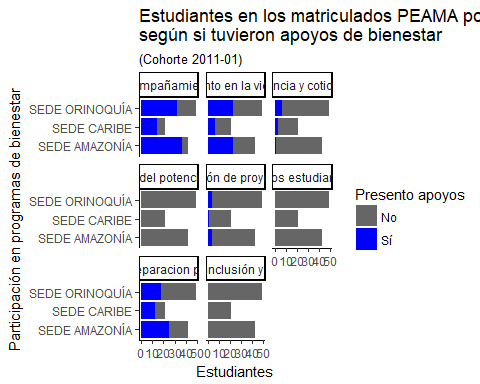 Estudiantes en los matriculados PEAMA po
según si tuvieron apoyos de bienestar
(Cohorte 2011-01)
mpañamie nto en la vid ncia y cotid
SEDE ORINOQUÍA
SEDE CARIBE
SEDE AMAZONÍA
del potenc ón de proy os estudian
SEDE ORINOQUÍA
SEDE CARIBE
SEDE AMAZONÍA
0 10 20 30 40 50
eparacion p nclusión y
SEDE ORINOQUÍA
SEDE CARIBE
SEDE AMAZONÍA
0 10 20 30 40 50 0 10 20 30 40 50
Estudiantes
Participación en programas de bienestar
Presento apoyos
No
Sí